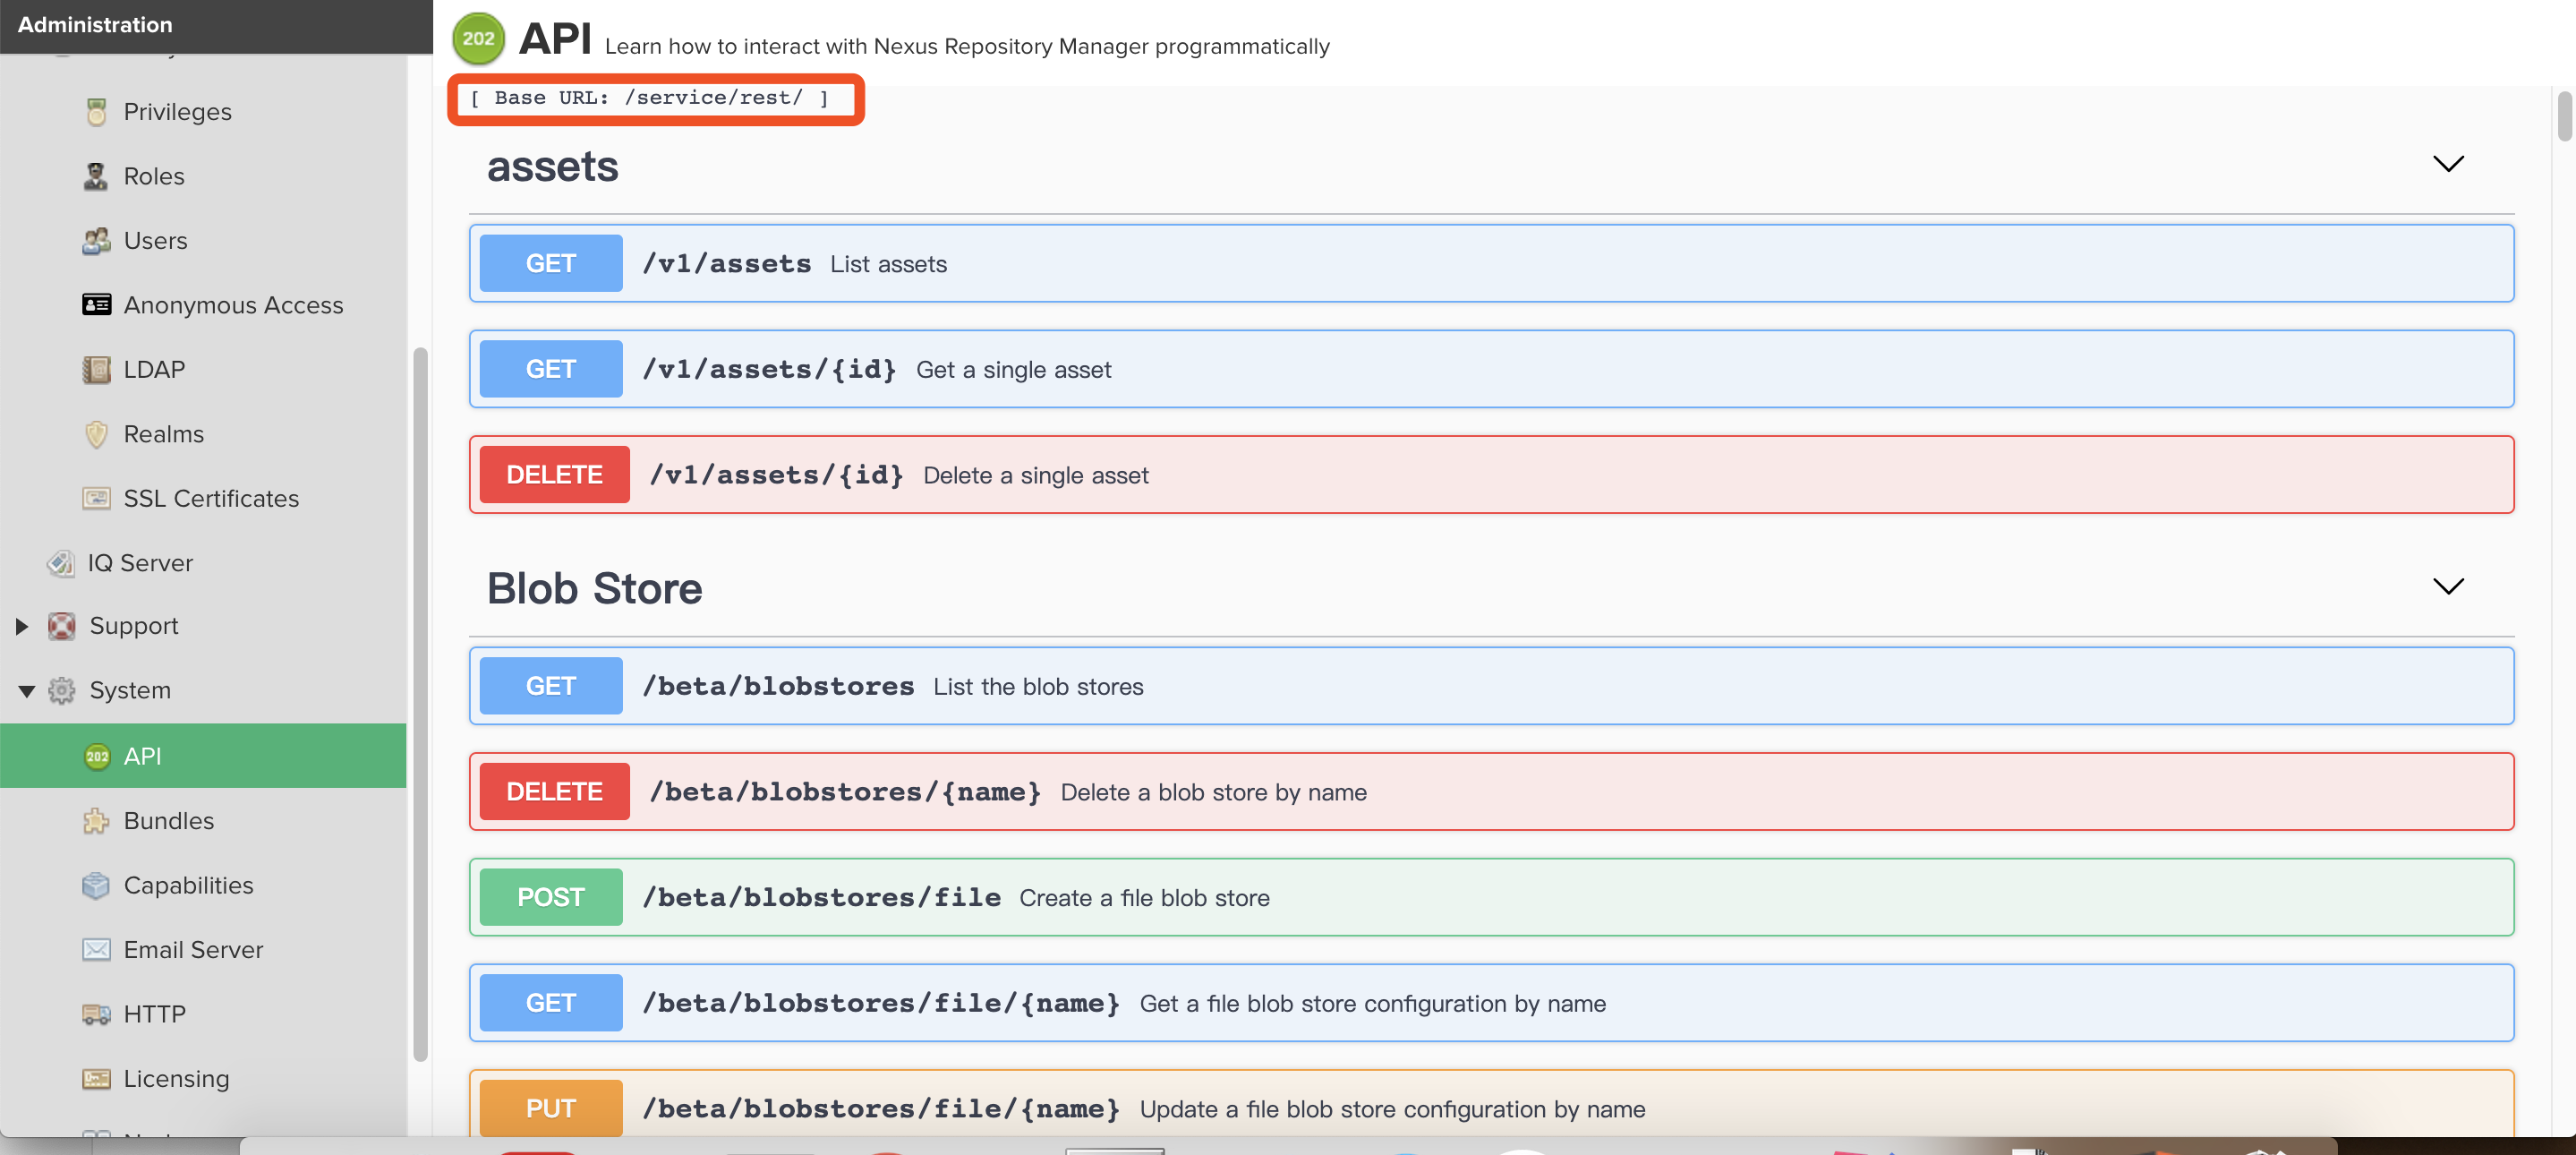 Administration
Privileges
Roles
Users
Anonymous Access
LDAP
Realms
SSL Certificates
IQ Server
Support
System
202 API
Bundles
Capabilities
Email Server
HTTP
Licensing
202 API Learn how to interact with Nexus Repository Manager programmatically
[ Base URL: /service/rest/ ]
assets
GET /v1/assets List assets
GET /v1/assets/{id} Get a single asset
DELETE /v1/assets/{id} Delete a single asset
Blob Store
GET /beta/blobstores List the blob stores
DELETE /beta/blobstores/{name} Delete a blob store by name
POST /beta/blobstores/file Create a file blob store
GET /beta/blobstores/file/{name} Get a file blob store configuration by name
PUT /beta/blobstores/file/{name} Update a file blob store configuration by name